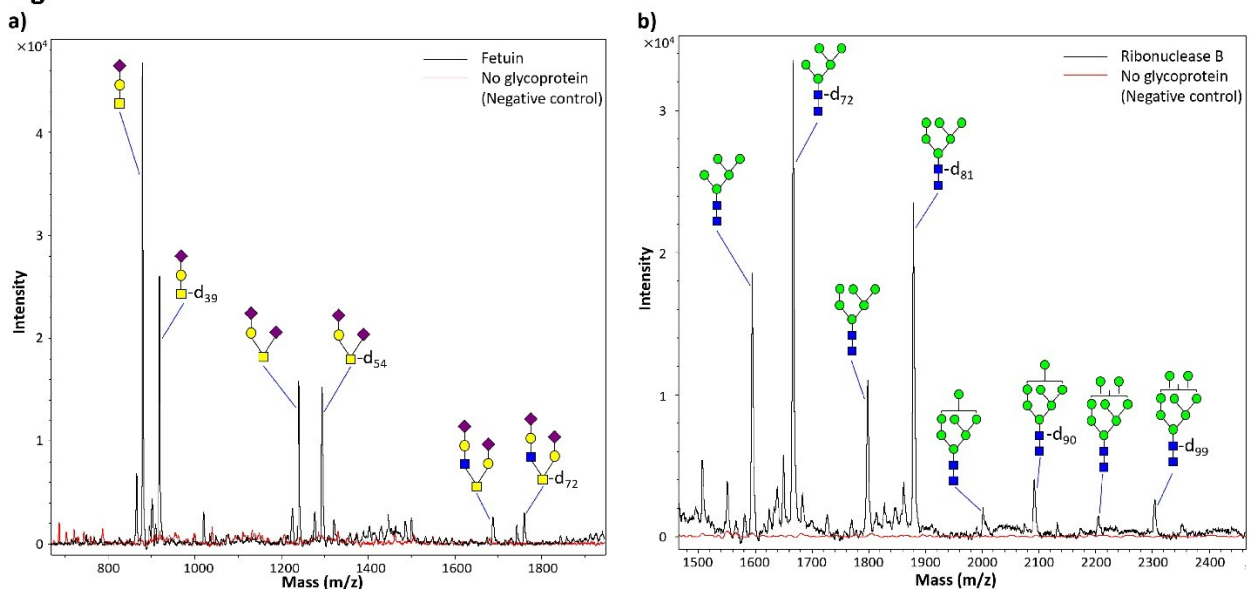 a)
×10⁴
4
3
2
1
0
Intensity
800
1000
1200
1400
1600
1800
Mass (m/z)
Fetuin
No glycoprotein
(Negative control)
-d₃₉
-d₅₄
-d₇₂
b)
×10⁴
3
2
1
0
Intensity
1500
1600
1700
1800
1900
2000
2100
2200
2300
2400
Mass (m/z)
Ribonuclease B
No glycoprotein
(Negative control)
-d₇₂
-d₈₁
-d₉₀
-d₉₉